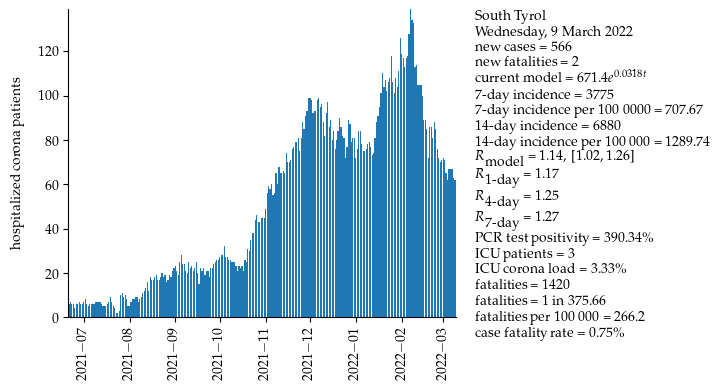 South Tyrol
Wednesday, 9 March 2022
new cases = 566
new fatalities = 2
current model = 671.4e^0.0318t
7-day incidence = 3775
7-day incidence per 100 0000 = 707.67
14-day incidence = 6880
14-day incidence per 100 000 = 1289.74
R_model = 1.14, [1.02, 1.26]
R_1-day = 1.17
R_4-day = 1.25
R_7-day = 1.27
PCR test positivity = 390.34%
ICU patients = 3
ICU corona load = 3.33%
fatalities = 1420
fatalities = 1 in 375.66
fatalities per 100 000 = 266.2
case fatality rate = 0.75%
hospitalized corona patients
120
100
80
60
40
20
0
2021−07
2021−08
2021−09
2021−10
2021−11
2021−12
2022−01
2022−02
2022−03